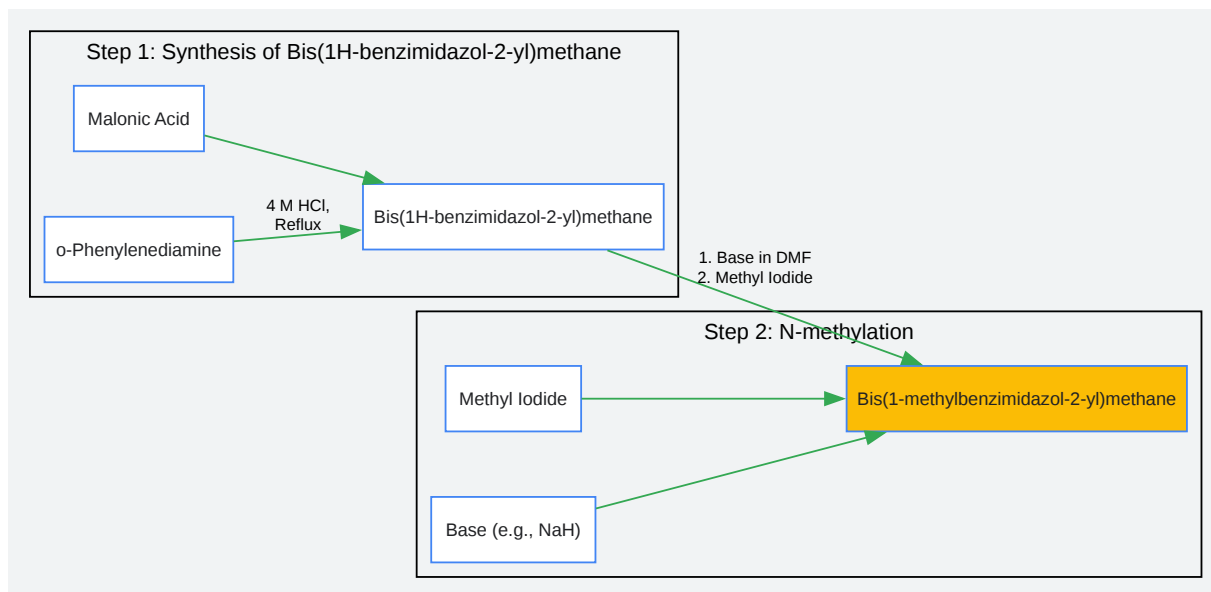 Step 1: Synthesis of Bis(1H-benzimidazol-2-yl)methane
Malonic Acid
4 M HCl,
Reflux
Bis(1H-benzimidazol-2-yl)methane
o-Phenylenediamine
1. Base in DMF
2. Methyl Iodide
Step 2: N-methylation
Methyl Iodide
Bis(1-methylbenzimidazol-2-yl)methane
Base (e.g., NaH)